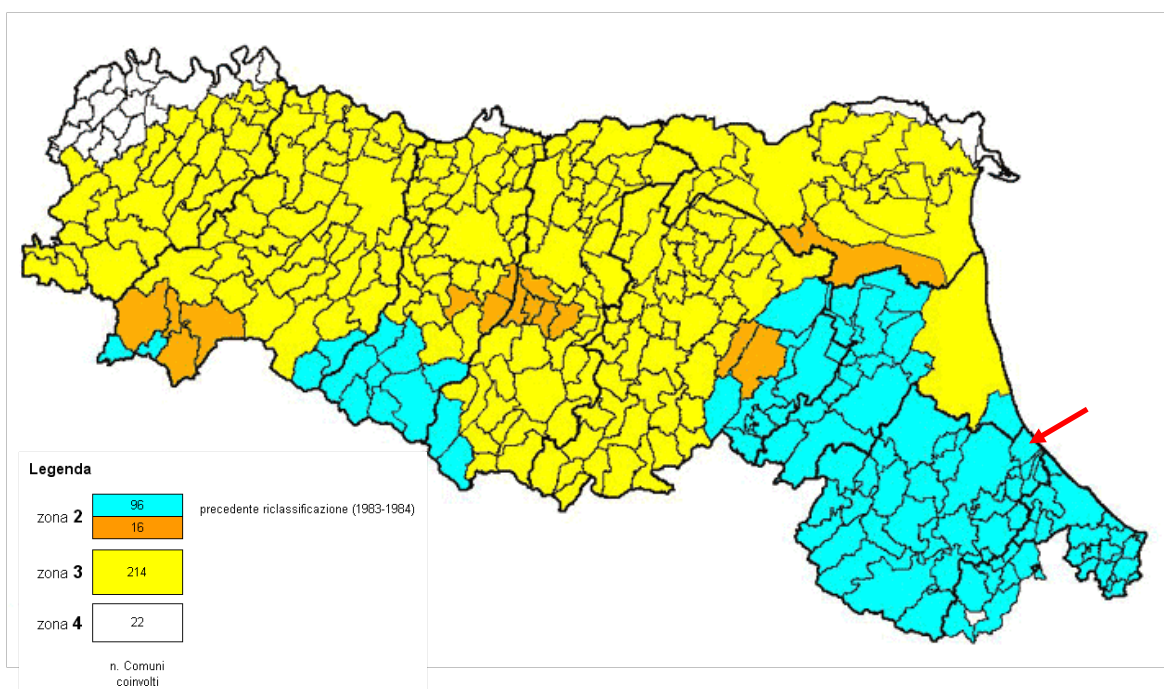 Legenda
zona 2
96
precedente riclassificazione (1983-1984)
16
zona 3
214
zona 4
22
n. Comuni
coinvolti